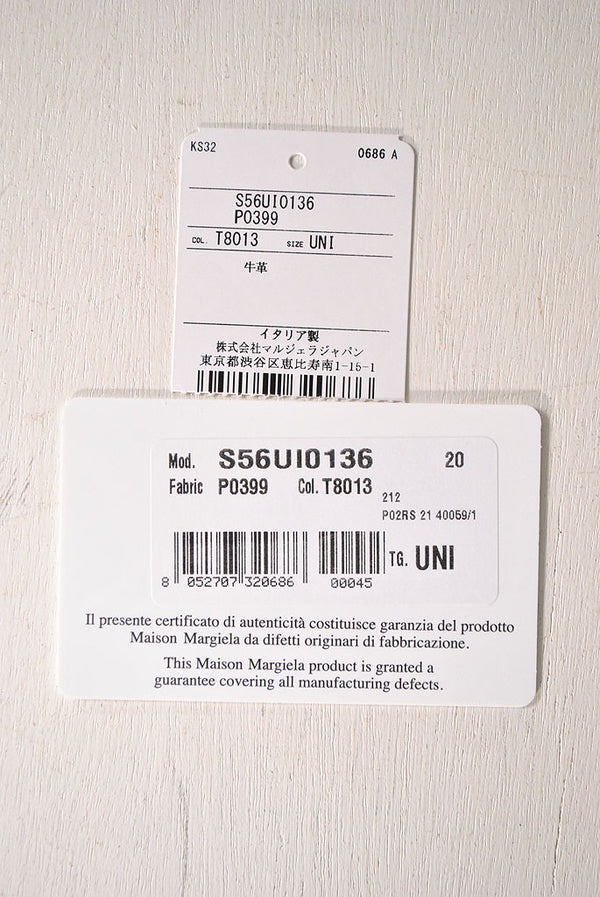 KS32 0686 A
S56UI0136
P0399
COL. T8013 SIZE UNI
牛革
イタリア製
株式会社マルジェラジャパン
東京都渋谷区恵比寿南1-15-1
Mod. S56UI0136 20
Fabric P0399 Col. T8013
212
P02RS 21 40059/1
TG. UNI
8 052707 320686 00045
Il presente certificato di autenticità costituisce garanzia del prodotto
Maison Margiela da difetti originari di fabbricazione.
This Maison Margiela product is granted a
guarantee covering all manufacturing defects.